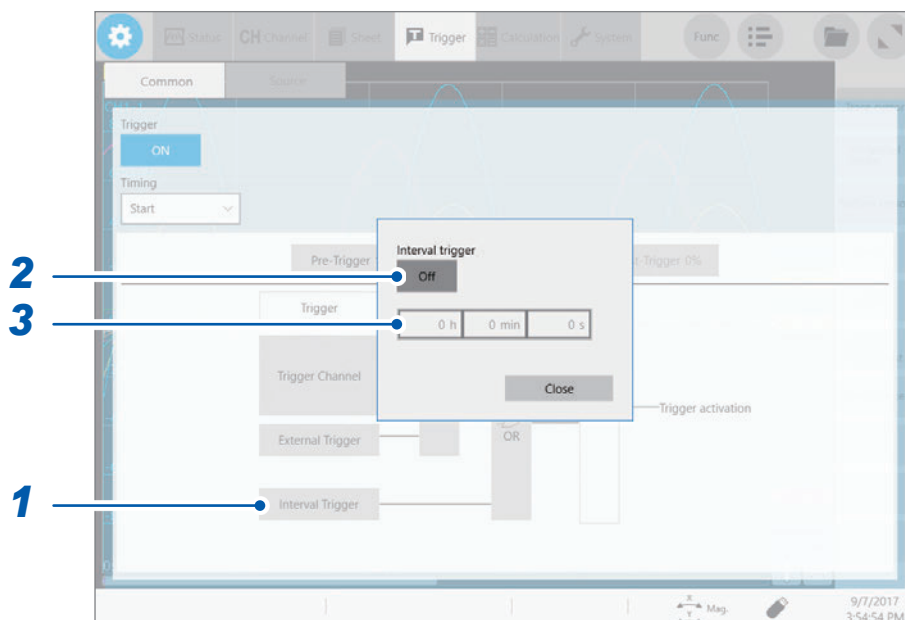 Status CH Channel Sheet Trigger Calculation System Func
Common Source
Trigger
ON
Timing
Start
Interval trigger
Off
0 h 0 min 0 s
Close
Pre-Trigger t-Trigger 0%
Trigger
Trigger Channel
Trigger activation
External Trigger
OR
Interval Trigger
2
3
1
X
Y
Mag.
9/7/2017
3:54:54 PM